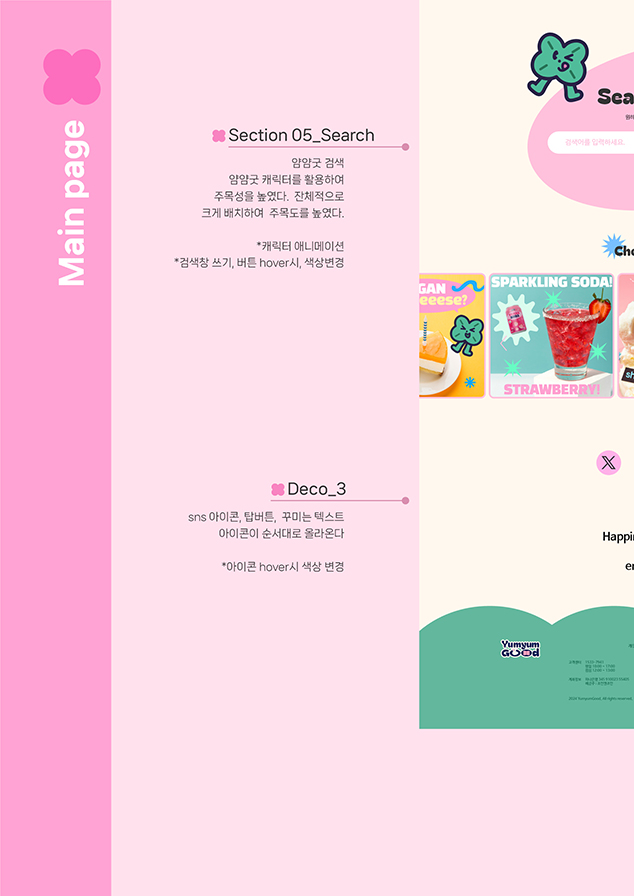 Main page
Section 05_Search
얌얌굿 검색
얌얌굿 캐릭터를 활용하여
주목성을 높였다. 잔체적으로
크게 배치하여 주목도를 높였다.
*캐릭터 애니메이션
*검색창 쓰기, 버튼 hover시, 색상변경
Deco_3
sns 아이콘, 탑버튼, 꾸미는 텍스트
아이콘이 순서대로 올라온다
*아이콘 hover시 색상 변경
Sea
검색어를 입력하세요.
Cho
GAN
eeese?
SPARKLING SODA!
STRAWBERRY!
sh
X
Happi
er
Yumyum
GOOd